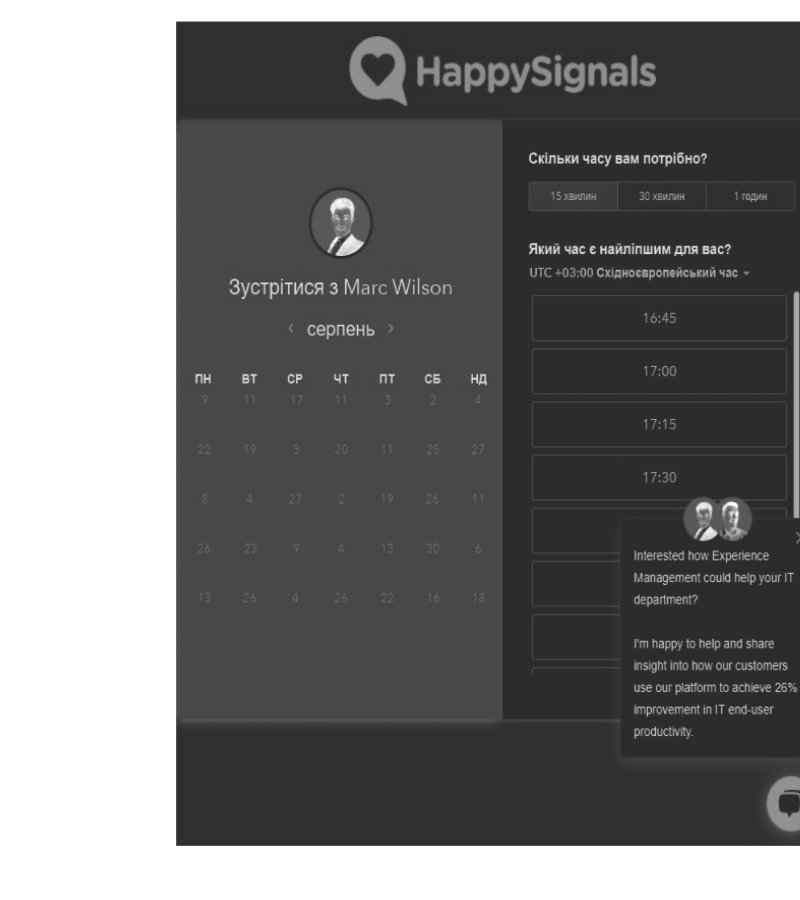 HappySignals
Зустрітися з Marc Wilson
серпень
ПН ВТ СР ЧТ ПТ СБ НД
9 11 17 11 3 2 4
22 19 3 20 11 25 27
8 4 27 2 19 26 11
26 23 9 4 13 30 6
13 26 4 26 22 16 18
Скільки часу вам потрібно?
15 хвилин 30 хвилин 1 годин
Який час є найліпшим для вас?
UTC +03:00 Східноєвропейський час
16:45
17:00
17:15
17:30
Interested how Experience
Management could help your IT
department?
I'm happy to help and share
insight into how our customers
use our platform to achieve 26%
improvement in IT end-user
productivity.